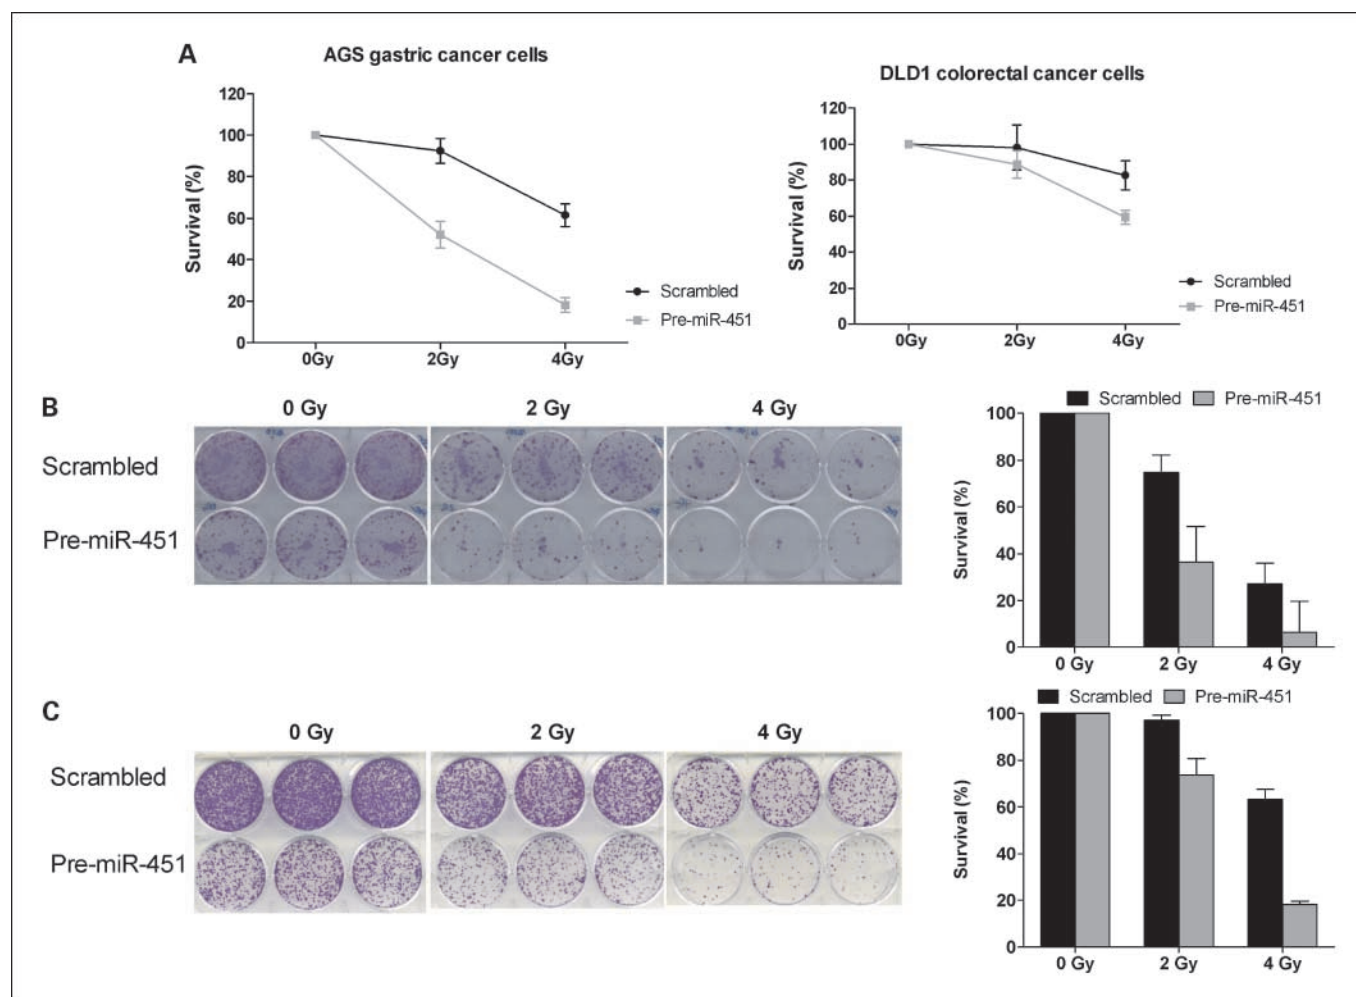 A
AGS gastric cancer cells
120
100
80
60
40
20
0
Survival (%)
0Gy 2Gy 4Gy
Scrambled
Pre-miR-451
DLD1 colorectal cancer cells
120
100
80
60
40
20
0
Survival (%)
0Gy 2Gy 4Gy
Scrambled
Pre-miR-451
B
0 Gy 2 Gy 4 Gy
Scrambled
Pre-miR-451
Scrambled Pre-miR-451
100
80
60
40
20
0
Survival (%)
0 Gy 2 Gy 4 Gy
C
0 Gy 2 Gy 4 Gy
Scrambled
Pre-miR-451
Scrambled Pre-miR-451
100
80
60
40
20
0
Survival (%)
0 Gy 2 Gy 4 Gy